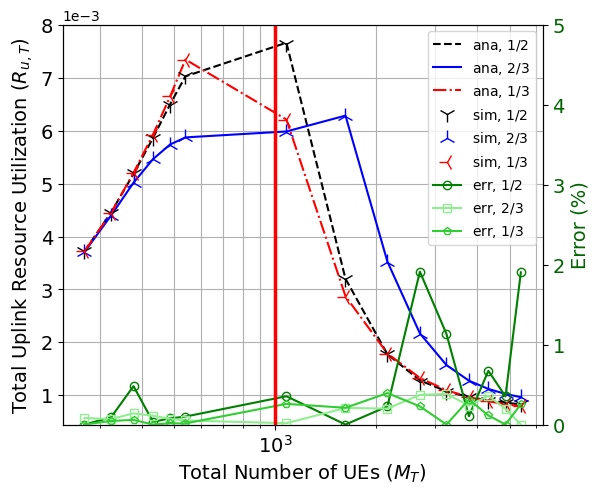 1e−3
8
7
6
5
4
3
2
1
Total Uplink Resource Utilization (R_{u,T})
5
4
3
2
1
0
Error (%)
ana, 1/2
ana, 2/3
ana, 1/3
sim, 1/2
sim, 2/3
sim, 1/3
err, 1/2
err, 2/3
err, 1/3
10^3
Total Number of UEs (M_T)